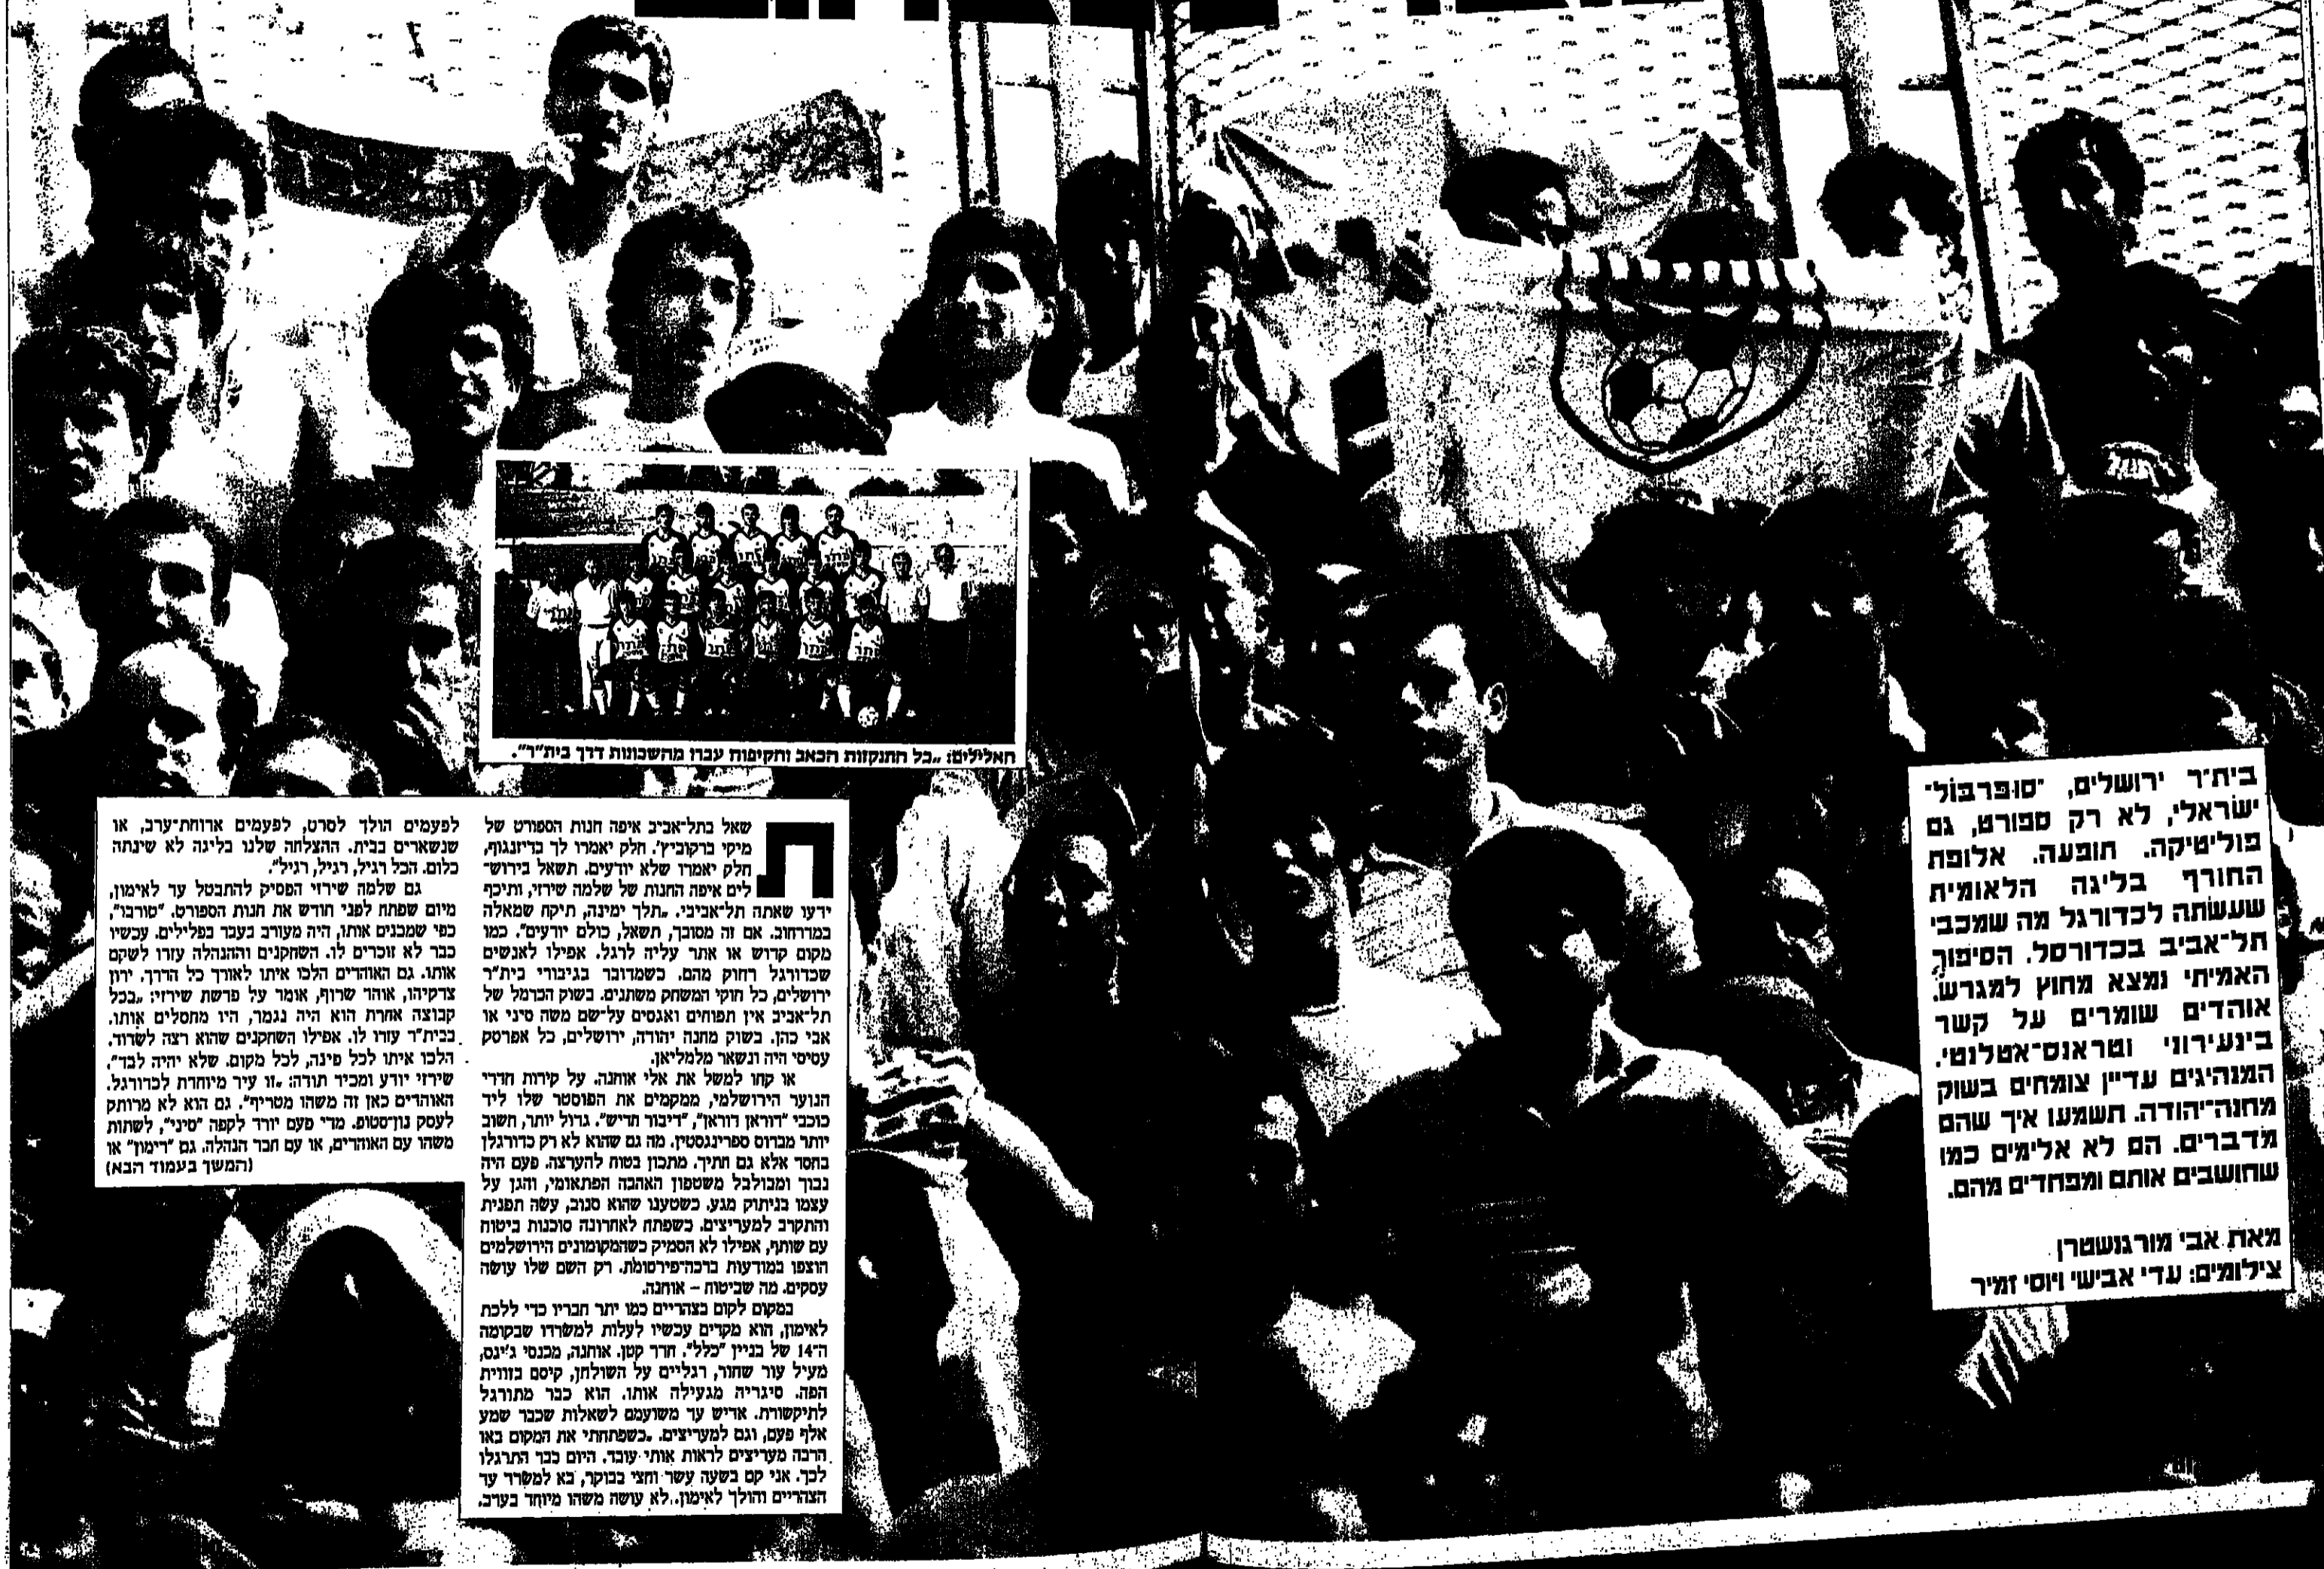 בית״ר ירושלים, "סופרבול"
ישראלי, לא רק ספורט, גם
פוליטיקה. תופעה. אלופת
החורף בליגה הלאומית
שעשתה לכדורגל מה שמכבי
תל־אביב בכדורסל. הסיפור
האמיתי נמצא מחוץ למגרש.
אוהדים שומרים על קשר
בינעירוני וטראנס־אטלנטי.
המנהיגים עדיין צומחים בשוק
מחנה־יהודה. תשמעו איך שהם
מדברים. הם לא אלימים כמו
שחושבים אותם ומפחדים מהם.
מאת אבי מורגנשטרן
צילומים: עדי אבישי ויוסי זמיר
האלילים: „כל התנקזות הכאב והקיפוח עברו מהשכונות דרך בית״ר".
תשאל בתל־אביב איפה חנות הספורט של
מיקי ברקוביץ'. חלק יאמרו לך בדיזנגוף,
חלק יאמרו שלא יודעים. תשאל בירוש־
לים איפה החנות של שלמה שירזי, ותיכף
ידעו שאתה תל־אביבי. „תלך ימינה, תיקח שמאלה
במדרחוב. אם זה מסובך, תשאל, כולם יודעים". כמו
מקום קדוש או אתר עליה לרגל. אפילו לאנשים
שכדורגל רחוק מהם. כשמדובר בגיבורי בית״ר
ירושלים, כל חוקי המשחק משתנים. בשוק הכרמל של
תל־אביב אין תפוחים ואגסים על־שם משה סיני או
אבי כהן. בשוק מחנה יהודה, ירושלים, כל אפרסק
עסיסי היה ונשאר מלמליאן.
או קחו למשל את אלי אוחנה. על קירות חדרי
הנוער הירושלמי, ממקמים את הפוסטר שלו ליד
כוכבי "דוראן דוראן", "דיבור חדיש". גדול יותר, חשוב
יותר מברוס ספרינגסטין. מה גם שהוא לא רק כדורגלן
בחסד אלא גם חתיך. מתכון בטוח להערצה. פעם היה
נבוך ומבולבל משטפון האהבה הפתאומי, והגן על
עצמו בניתוק מגע. כשטענו שהוא סנוב, עשה תפנית
והתקרב למעריצים. כשפתח לאחרונה סוכנות ביטוח
עם שותף, אפילו לא הסמיק כשהמקומונים הירושלמים
הוצפו במודעות ברכה־פירסומת. רק השם שלו עושה
עסקים. מה שביטוח – אוחנה.
במקום לקום בצהריים כמו יתר חבריו כדי ללכת
לאימון, הוא מקדים עכשיו לעלות למשרדו שבקומה
ה־14 של בניין "כלל". חדר קטן. אוחנה, מכנסי ג'ינס,
מעיל עור שחור, רגליים על השולחן, קיסם בזווית
הפה. סיגריה מגעילה אותו. הוא כבר מתורגל
לתיקשורת. אדיש עד משועמם לשאלות שכבר שמע
אלף פעם, וגם למעריצים. „כשפתחתי את המקום באו
הרבה מעריצים לראות אותי עובד. היום כבר התרגלו
לכך. אני קם בשעה עשר וחצי בבוקר, בא למשרד עד
הצהריים והולך לאימון. לא עושה משהו מיוחד בערב.
לפעמים הולך לסרט, לפעמים ארוחת־ערב, או
שנשארים בבית. ההצלחה שלנו בליגה לא שינתה
כלום. הכל רגיל, רגיל, רגיל".
גם שלמה שירזי הפסיק להתבטל עד לאימון,
מיום שפתח לפני חודש את חנות הספורט. "סורבו",
כפי שמכנים אותו, היה מעורב בעבר בפלילים. עכשיו
כבר לא זוכרים לו. השחקנים וההנהלה עזרו לשקם
אותו. גם האוהדים הלכו איתו לאורך כל הדרך. ירון
צדקיהו, אוהד שרוף, אומר על פרשת שירזי: „בכל
קבוצה אחרת הוא היה נגמר, היו מחסלים אותו.
בבית״ר עזרו לו. אפילו השחקנים שהוא רצה לשרוד.
הלכו איתו לכל פינה, לכל מקום. שלא יהיה לבד".
שירזי יודע ומכיר תודה: „זו עיר מיוחדת לכדורגל.
האוהדים כאן זה משהו מטריף". גם הוא לא מרותק
לעסק נון־סטופ. מדי פעם יורד לקפה "סיני", לשתות
משהו עם האוהדים, או עם חבר הנהלה. גם "דימון" או
(המשך בעמוד הבא)